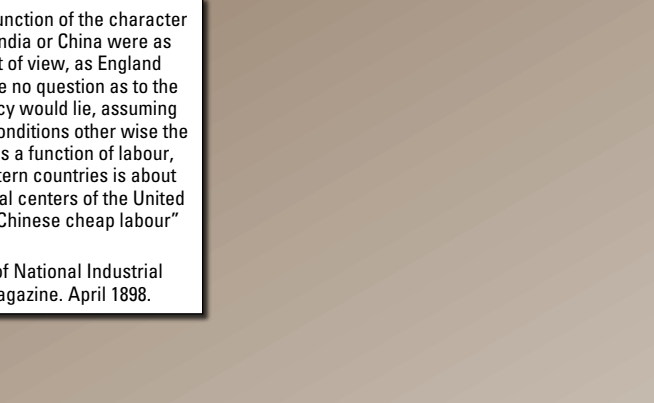 unction of the character
ndia or China were as
t of view, as England
e no question as to the
cy would lie, assuming
onditions other wise the
s a function of labour,
tern countries is about
al centers of the United
Chinese cheap labour”
of National Industrial
agazine. April 1898.